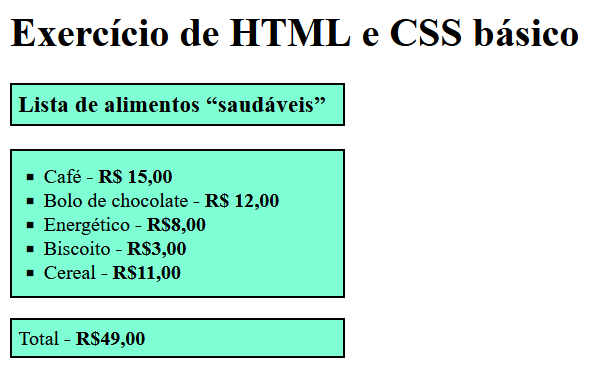 Exercício de HTML e CSS básico
Lista de alimentos “saudáveis”
Café - R$ 15,00
Bolo de chocolate - R$ 12,00
Energético - R$8,00
Biscoito - R$3,00
Cereal - R$11,00
Total - R$49,00